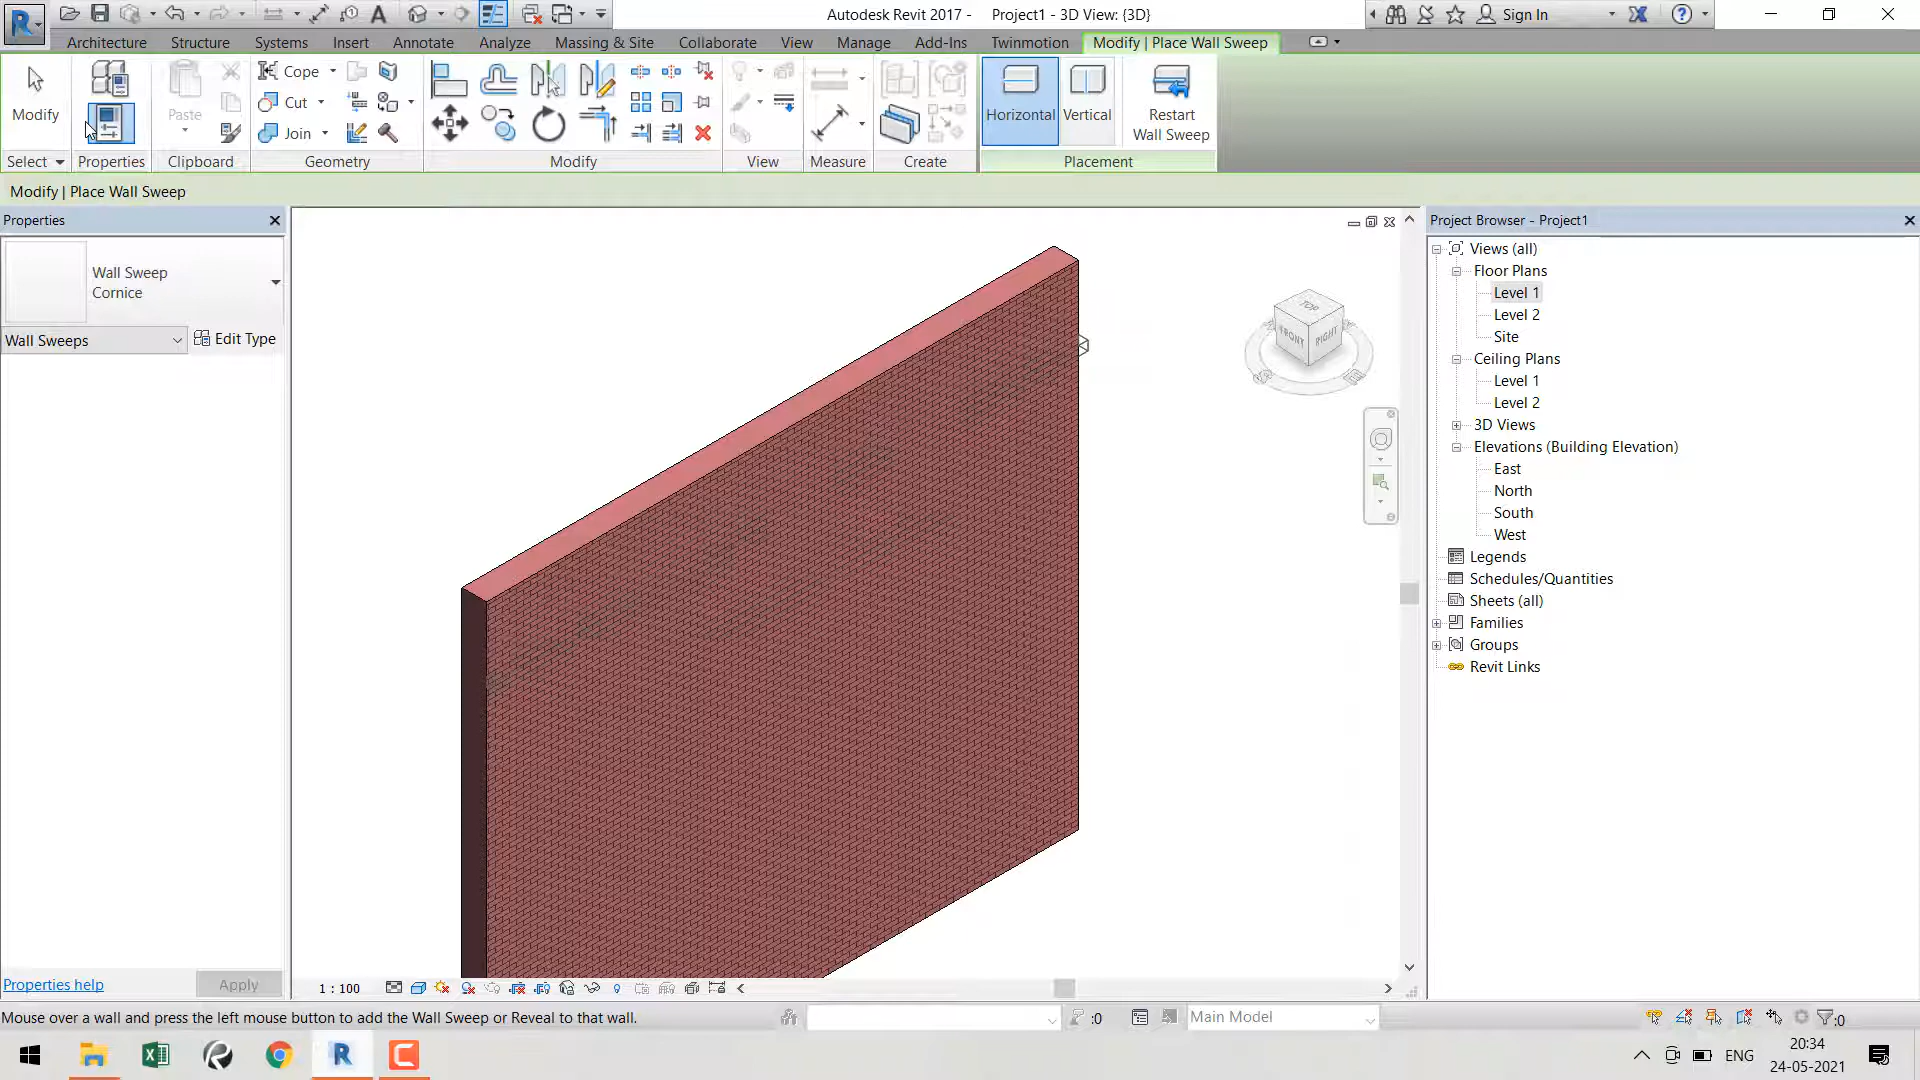 Autodesk Revit 2017 - Project1 - 3D View: {3D}
Sign In
Architecture Structure Systems Insert Annotate Analyze Massing & Site Collaborate View Manage Add-Ins Twinmotion Modify | Place Wall Sweep
Modify
Paste
Cope
Cut
Join
Horizontal
Vertical
Restart
Wall Sweep
Select Properties Clipboard Geometry Modify View Measure Create Placement
Modify | Place Wall Sweep
Properties
Wall Sweep
Cornice
Wall Sweeps
Edit Type
Properties help
Apply
TOP
FRONT
RIGHT
Project Browser - Project1
Views (all)
Floor Plans
Level 1
Level 2
Site
Ceiling Plans
Level 1
Level 2
3D Views
Elevations (Building Elevation)
East
North
South
West
Legends
Schedules/Quantities
Sheets (all)
Families
Groups
Revit Links
1 : 100
Mouse over a wall and press the left mouse button to add the Wall Sweep or Reveal to that wall.
:0
Main Model
:0
ENG
20:34
24-05-2021